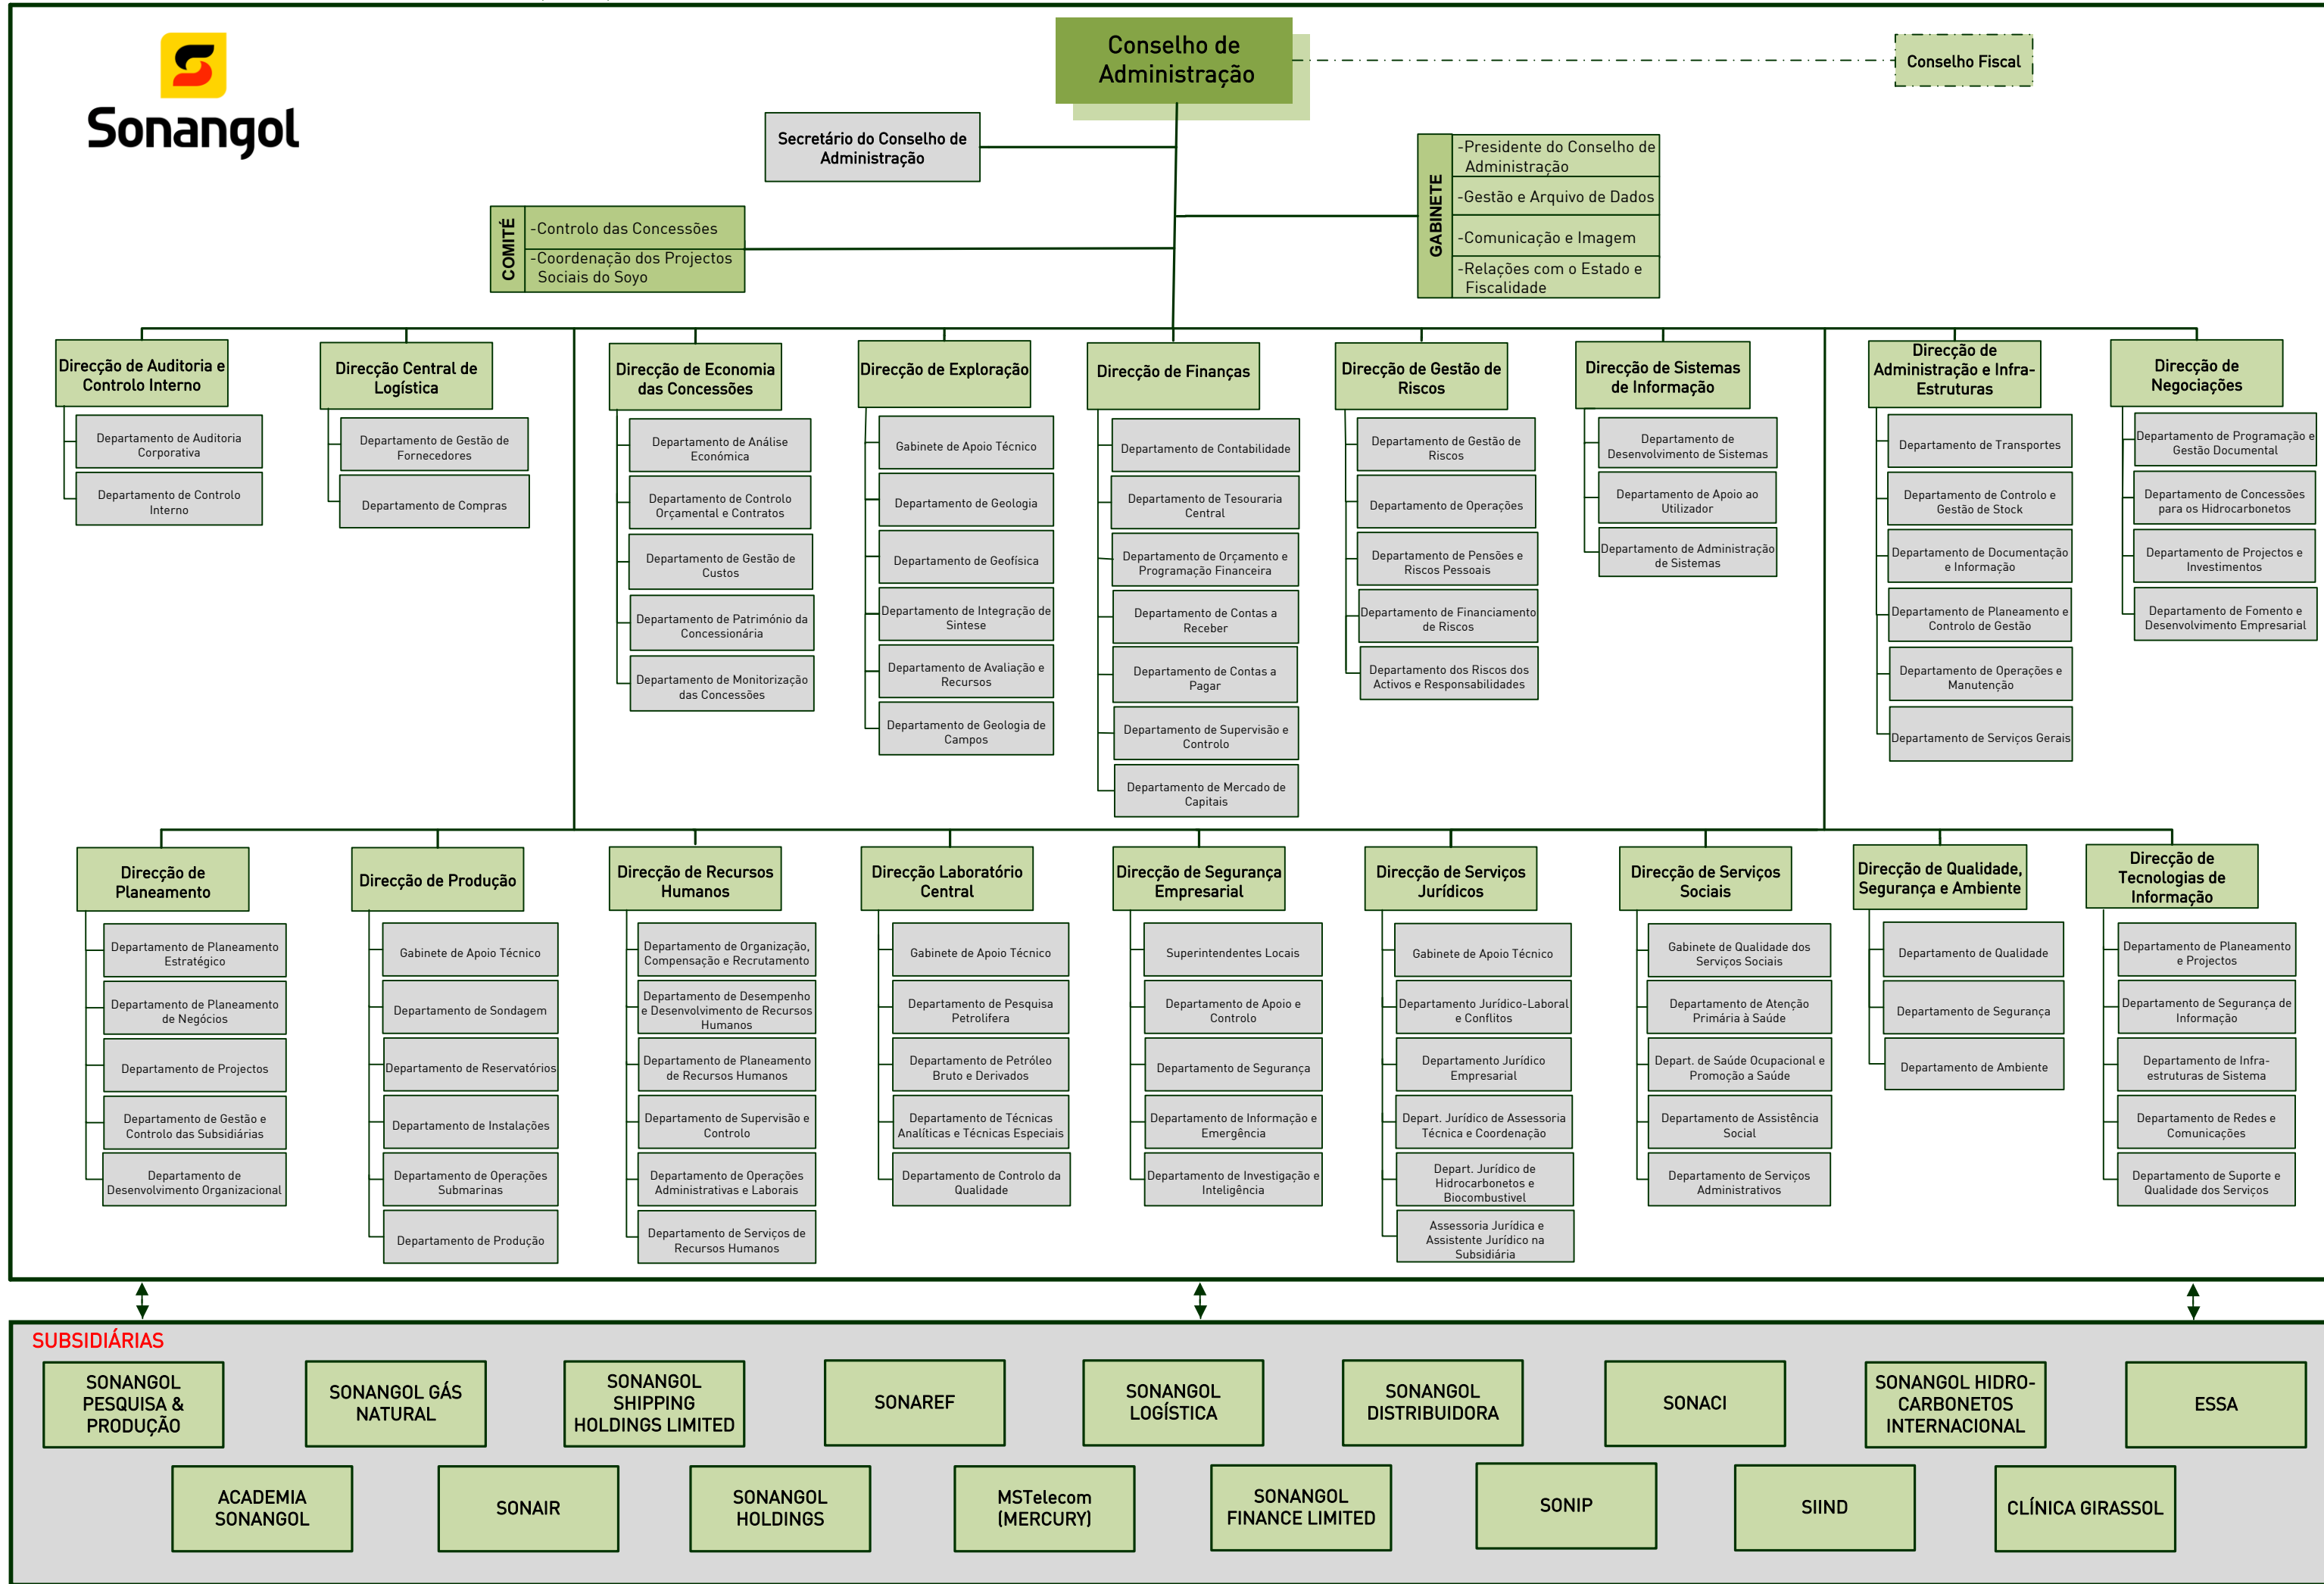 Sonangol
Conselho de
Administração
Conselho Fiscal
Secretário do Conselho de
Administração
GABINETE
-Presidente do Conselho de
Administração
-Gestão e Arquivo de Dados
-Comunicação e Imagem
-Relações com o Estado e
Fiscalidade
COMITÉ
-Controlo das Concessões
-Coordenação dos Projectos
Sociais do Soyo
Direcção de Auditoria e
Controlo Interno
Departamento de Auditoria
Corporativa
Departamento de Controlo
Interno
Direcção Central de
Logística
Departamento de Gestão de
Fornecedores
Departamento de Compras
Direcção de Economia
das Concessões
Departamento de Análise
Económica
Departamento de Controlo
Orçamental e Contratos
Departamento de Gestão de
Custos
Departamento de Património da
Concessionária
Departamento de Monitorização
das Concessões
Direcção de Exploração
Gabinete de Apoio Técnico
Departamento de Geologia
Departamento de Geofísica
Departamento de Integração de
Sintese
Departamento de Avaliação e
Recursos
Departamento de Geologia de
Campos
Direcção de Finanças
Departamento de Contabilidade
Departamento de Tesouraria
Central
Departamento de Orçamento e
Programação Financeira
Departamento de Contas a
Receber
Departamento de Contas a
Pagar
Departamento de Supervisão e
Controlo
Departamento de Mercado de
Capitais
Direcção de Gestão de
Riscos
Departamento de Gestão de
Riscos
Departamento de Operações
Departamento de Pensões e
Riscos Pessoais
Departamento de Financiamento
de Riscos
Departamento dos Riscos dos
Activos e Responsabilidades
Direcção de Sistemas
de Informação
Departamento de
Desenvolvimento de Sistemas
Departamento de Apoio ao
Utilizador
Departamento de Administração
de Sistemas
Direcção de
Administração e Infra-
Estruturas
Departamento de Transportes
Departamento de Controlo e
Gestão de Stock
Departamento de Documentação
e Informação
Departamento de Planeamento e
Controlo de Gestão
Departamento de Operações e
Manutenção
Departamento de Serviços Gerais
Direcção de
Negociações
Departamento de Programação e
Gestão Documental
Departamento de Concessões
para os Hidrocarbonetos
Departamento de Projectos e
Investimentos
Departamento de Fomento e
Desenvolvimento Empresarial
Direcção de
Planeamento
Departamento de Planeamento
Estratégico
Departamento de Planeamento
de Negócios
Departamento de Projectos
Departamento de Gestão e
Controlo das Subsidiárias
Departamento de
Desenvolvimento Organizacional
Direcção de Produção
Gabinete de Apoio Técnico
Departamento de Sondagem
Departamento de Reservatórios
Departamento de Instalações
Departamento de Operações
Submarinas
Departamento de Produção
Direcção de Recursos
Humanos
Departamento de Organização,
Compensação e Recrutamento
Departamento de Desempenho
e Desenvolvimento de Recursos
Humanos
Departamento de Planeamento
de Recursos Humanos
Departamento de Supervisão e
Controlo
Departamento de Operações
Administrativas e Laborais
Departamento de Serviços de
Recursos Humanos
Direcção Laboratório
Central
Gabinete de Apoio Técnico
Departamento de Pesquisa
Petrolifera
Departamento de Petróleo
Bruto e Derivados
Departamento de Técnicas
Analíticas e Técnicas Especiais
Departamento de Controlo da
Qualidade
Direcção de Segurança
Empresarial
Superintendentes Locais
Departamento de Apoio e
Controlo
Departamento de Segurança
Departamento de Informação e
Emergência
Departamento de Investigação e
Inteligência
Direcção de Serviços
Jurídicos
Gabinete de Apoio Técnico
Departamento Jurídico-Laboral
e Conflitos
Departamento Jurídico
Empresarial
Depart. Jurídico de Assessoria
Técnica e Coordenação
Depart. Jurídico de
Hidrocarbonetos e
Biocombustivel
Assessoria Jurídica e
Assistente Jurídico na
Subsidiária
Direcção de Serviços
Sociais
Gabinete de Qualidade dos
Serviços Sociais
Departamento de Atenção
Primária à Saúde
Depart. de Saúde Ocupacional e
Promoção a Saúde
Departamento de Assistência
Social
Departamento de Serviços
Administrativos
Direcção de Qualidade,
Segurança e Ambiente
Departamento de Qualidade
Departamento de Segurança
Departamento de Ambiente
Direcção de
Tecnologias de
Informação
Departamento de Planeamento
e Projectos
Departamento de Segurança de
Informação
Departamento de Infra-
estruturas de Sistema
Departamento de Redes e
Comunicações
Departamento de Suporte e
Qualidade dos Serviços
SUBSIDIÁRIAS
SONANGOL
PESQUISA &
PRODUÇÃO
SONANGOL GÁS
NATURAL
SONANGOL
SHIPPING
HOLDINGS LIMITED
SONAREF
SONANGOL
LOGÍSTICA
SONANGOL
DISTRIBUIDORA
SONACI
SONANGOL HIDRO-
CARBONETOS
INTERNACIONAL
ESSA
ACADEMIA
SONANGOL
SONAIR
SONANGOL
HOLDINGS
MSTelecom
(MERCURY)
SONANGOL
FINANCE LIMITED
SONIP
SIIND
CLÍNICA GIRASSOL